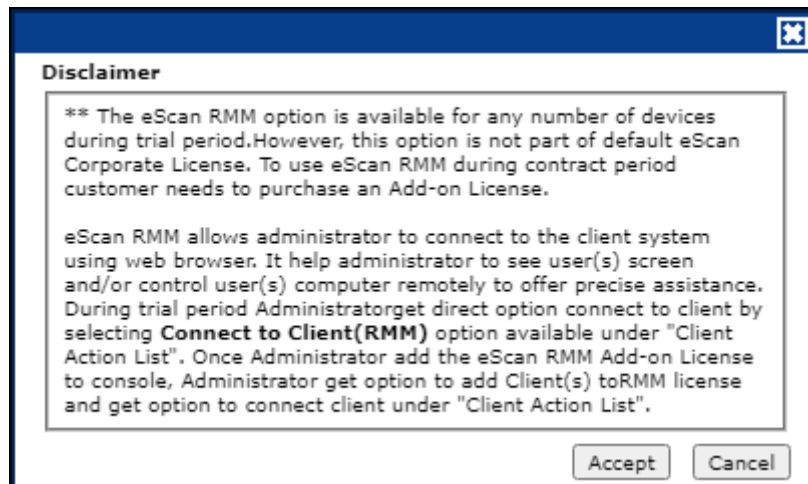 Disclaimer
** The eScan RMM option is available for any number of devices
during trial period.However, this option is not part of default eScan
Corporate License. To use eScan RMM during contract period
customer needs to purchase an Add-on License.
eScan RMM allows administrator to connect to the client system
using web browser. It help administrator to see user(s) screen
and/or control user(s) computer remotely to offer precise assistance.
During trial period Administratorget direct option connect to client by
selecting Connect to Client(RMM) option available under "Client
Action List". Once Administrator add the eScan RMM Add-on License
to console, Administrator get option to add Client(s) toRMM license
and get option to connect client under "Client Action List".
Accept Cancel